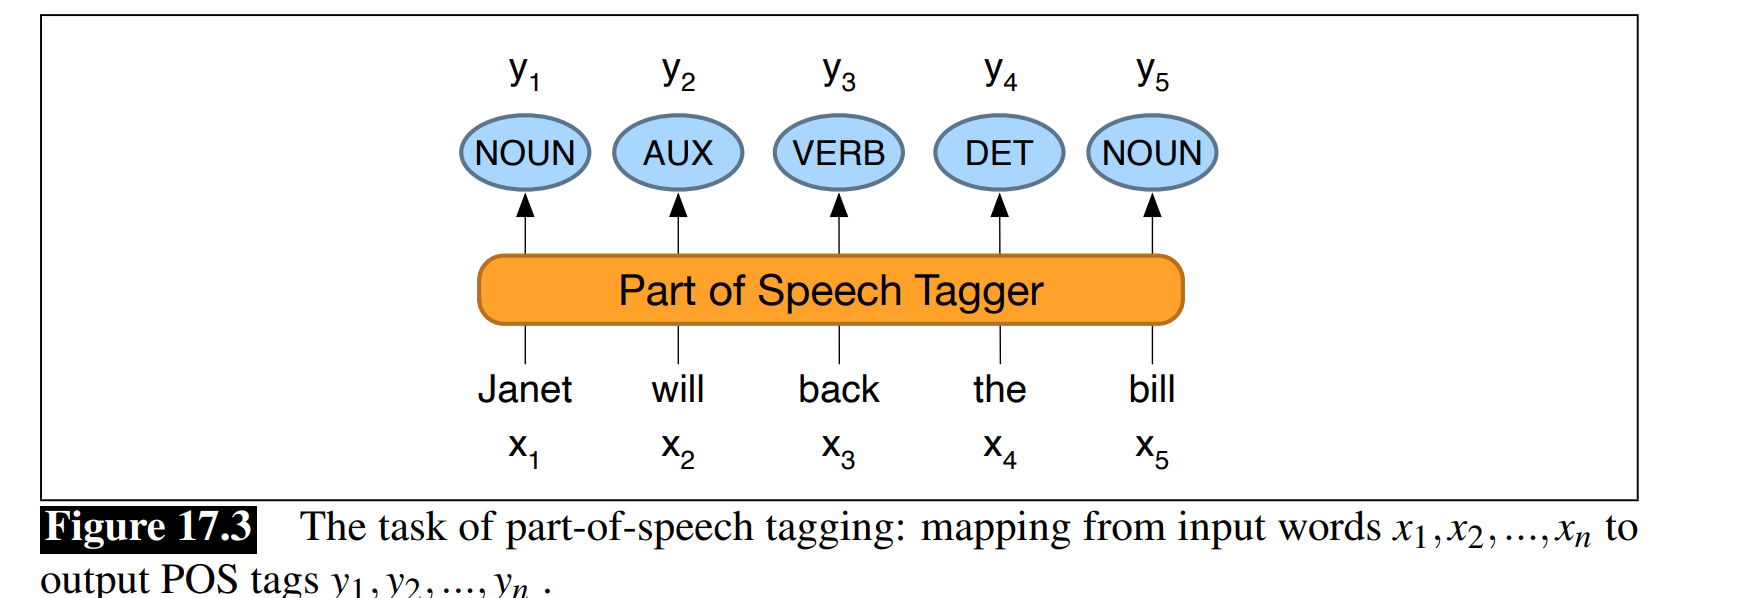 y1 y2 y3 y4 y5
NOUN AUX VERB DET NOUN
Part of Speech Tagger
Janet will back the bill
x1 x2 x3 x4 x5
Figure 17.3 The task of part-of-speech tagging: mapping from input words x1, x2, ..., xn to
output POS tags y1, y2, ..., yn .